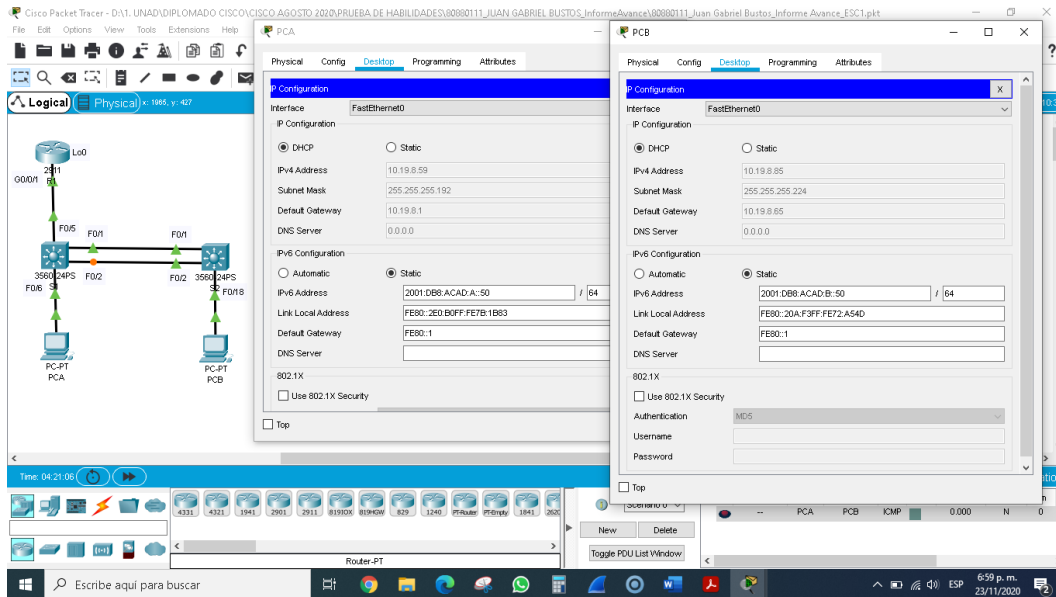 Cisco Packet Tracer - D:\1. UNAD\DIPLOMADO CISCO\CISCO AGOSTO 2020\PRUEBA DE HABILIDADES\80880111_JUAN GABRIEL BUSTOS_InformeAvance\80880111_Juan Gabriel Bustos_Informe Avance_ESC1.pkt
File Edit Options View Tools Extensions Help
Logical Physical x: 1965, y: 427
Lo0
2911
R1
G0/0/1
F0/5
F0/1
F0/1
3560-24PS
S1
F0/2
F0/2
3560-24PS
S2
F0/6
F0/18
PC-PT
PCA
PC-PT
PCB
PCA
Physical Config Desktop Programming Attributes
IP Configuration
Interface FastEthernet0
IP Configuration
DHCP Static
IPv4 Address 10.19.8.59
Subnet Mask 255.255.255.192
Default Gateway 10.19.8.1
DNS Server 0.0.0.0
IPv6 Configuration
Automatic Static
IPv6 Address 2001:DB8:ACAD:A::50 / 64
Link Local Address FE80::2E0:B0FF:FE7B:1B83
Default Gateway FE80::1
DNS Server
802.1X
Use 802.1X Security
Top
PCB
Physical Config Desktop Programming Attributes
IP Configuration X
Interface FastEthernet0
IP Configuration
DHCP Static
IPv4 Address 10.19.8.85
Subnet Mask 255.255.255.224
Default Gateway 10.19.8.65
DNS Server 0.0.0.0
IPv6 Configuration
Automatic Static
IPv6 Address 2001:DB8:ACAD:B::50 / 64
Link Local Address FE80::20A:F3FF:FE72:A54D
Default Gateway FE80::1
DNS Server
802.1X
Use 802.1X Security
Authentication MD5
Username
Password
Top
Time: 04:21:06
4331 4321 1941 2901 2911 819IOX 819HGW 829 1240 PT-Router PT-Empty 1841 2620
Router-PT
Scenario 0
New Delete
Toggle PDU List Window
-- PCA PCB ICMP 0.000 N 0
Escribe aquí para buscar
ESP
6:59 p. m.
23/11/2020
2